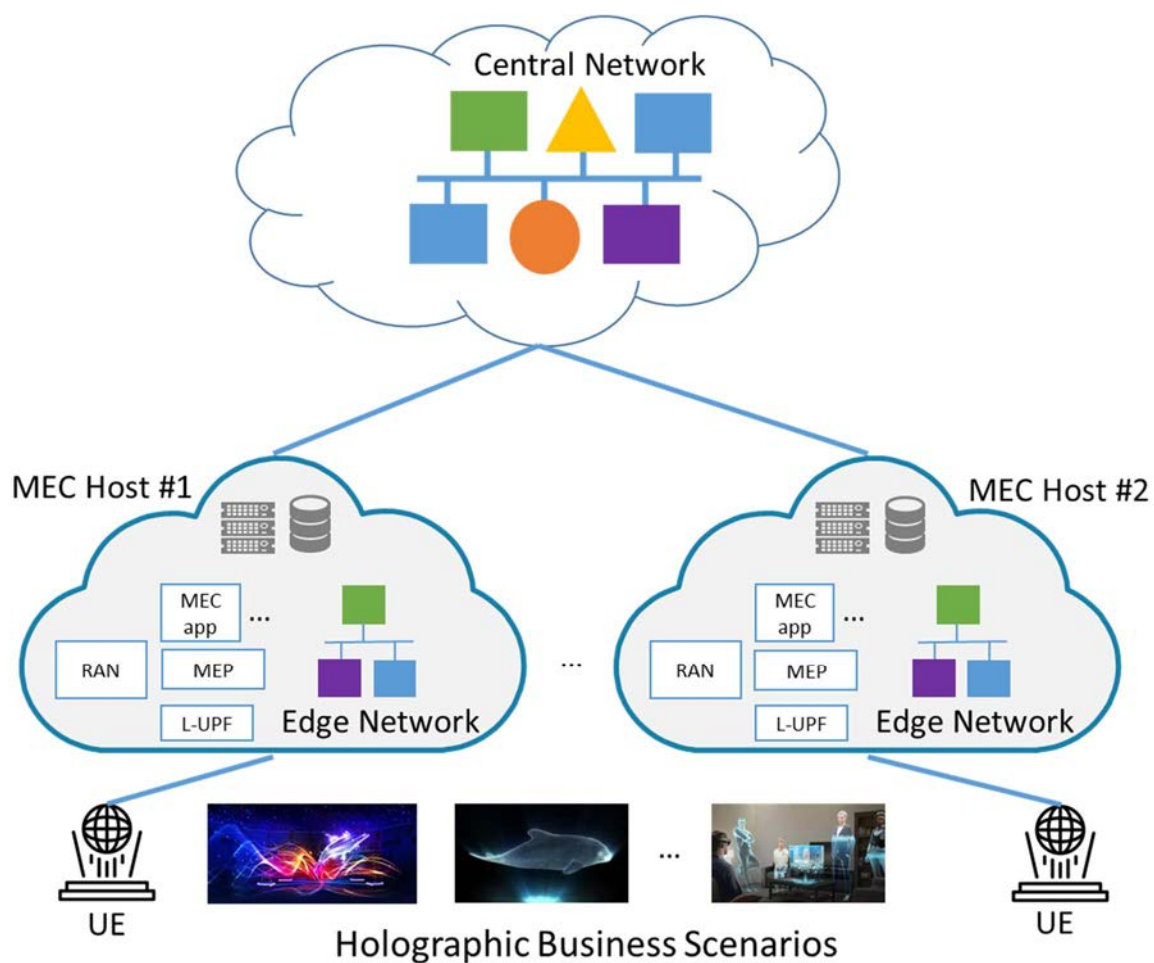 Central Network
MEC Host #1
MEC Host #2
MEC
app
...
RAN
MEP
L-UPF
Edge Network
...
MEC
app
...
RAN
MEP
L-UPF
Edge Network
...
UE
UE
Holographic Business Scenarios